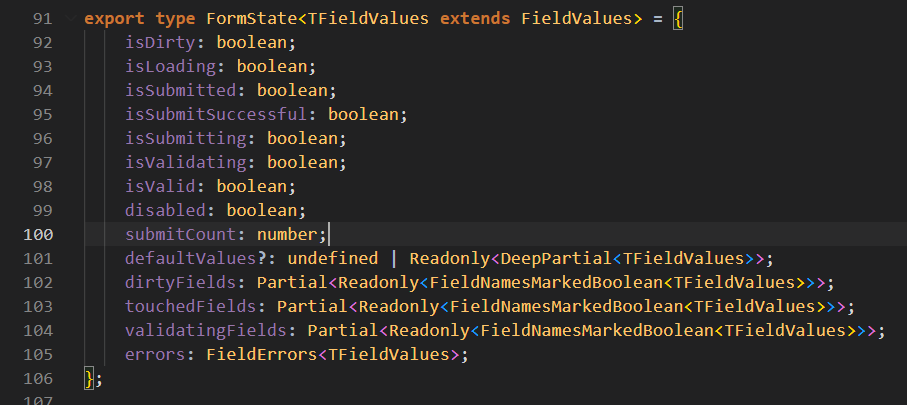 91 export type FormState<TFieldValues extends FieldValues> = {
92 isDirty: boolean;
93 isLoading: boolean;
94 isSubmitted: boolean;
95 isSubmitSuccessful: boolean;
96 isSubmitting: boolean;
97 isValidating: boolean;
98 isValid: boolean;
99 disabled: boolean;
100 submitCount: number;
101 defaultValues?: undefined | Readonly<DeepPartial<TFieldValues>>;
102 dirtyFields: Partial<Readonly<FieldNamesMarkedBoolean<TFieldValues>>>;
103 touchedFields: Partial<Readonly<FieldNamesMarkedBoolean<TFieldValues>>>;
104 validatingFields: Partial<Readonly<FieldNamesMarkedBoolean<TFieldValues>>>;
105 errors: FieldErrors<TFieldValues>;
106 };
107